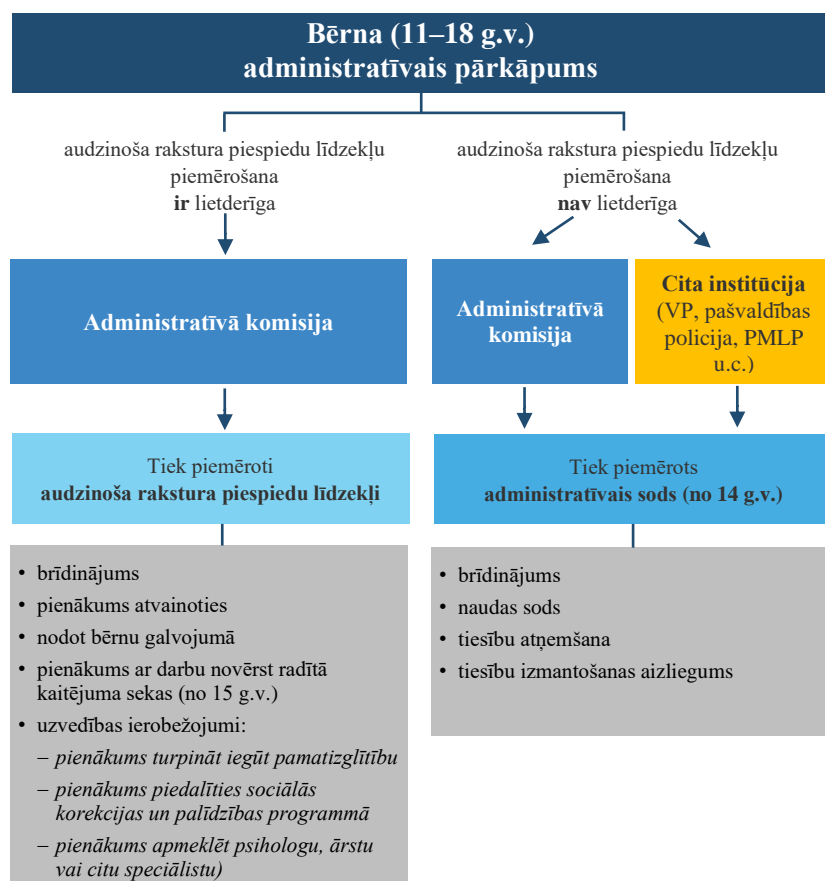 Bērna (11–18 g.v.)
administratīvais pārkāpums
audzinoša rakstura piespiedu līdzekļu
piemērošana
ir lietderīga
audzinoša rakstura piespiedu līdzekļu
piemērošana
nav lietderīga
Administratīvā komisija
Administratīvā
komisija
Cita institūcija
(VP, pašvaldības
policija, PMLP
u.c.)
Tiek piemēroti
audzinoša rakstura piespiedu līdzekļi
Tiek piemērots
administratīvais sods (no 14 g.v.)
• brīdinājums
• pienākums atvainoties
• nodot bērnu galvojumā
• pienākums ar darbu novērst radītā
kaitējuma sekas (no 15 g.v.)
• uzvedības ierobežojumi:
– pienākums turpināt iegūt pamatizglītību
– pienākums piedalīties sociālās
korekcijas un palīdzības programmā
– pienākums apmeklēt psihologu, ārstu
vai citu speciālistu)
• brīdinājums
• naudas sods
• tiesību atņemšana
• tiesību izmantošanas aizliegums